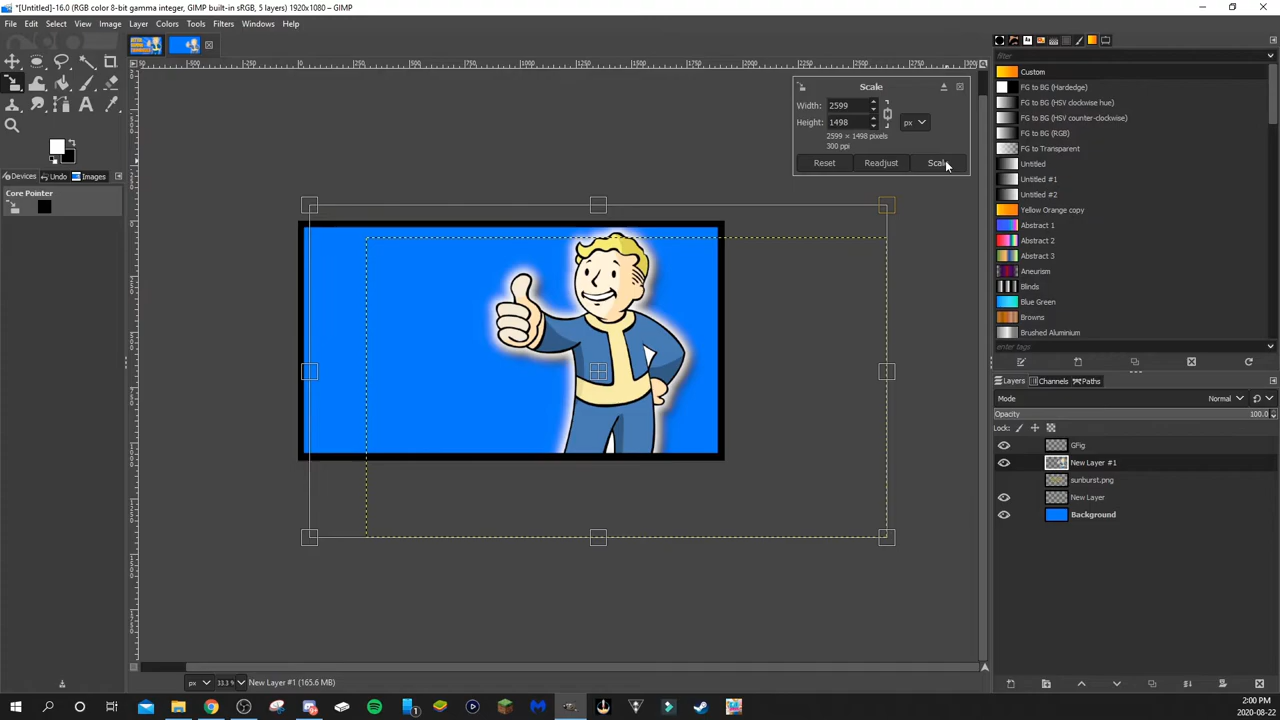 *[Untitled]-16.0 (RGB color 8-bit gamma integer, GIMP built-in sRGB, 5 layers) 1920x1080 – GIMP
File Edit Select View Image Layer Colors Tools Filters Windows Help
filter
Scale
Width: 2599
Height: 1498
px
2599 × 1498 pixels
300 ppi
Reset Readjust Scale
Devices Undo Images
Core Pointer
Custom
FG to BG (Hardedge)
FG to BG (HSV clockwise hue)
FG to BG (HSV counter-clockwise)
FG to BG (RGB)
FG to Transparent
Untitled
Untitled #1
Untitled #2
Yellow Orange copy
Abstract 1
Abstract 2
Abstract 3
Aneurism
Blinds
Blue Green
Browns
Brushed Aluminium
enter tags
Layers Channels Paths
Mode Normal
Opacity 100.0
Lock:
GFig
New Layer #1
sunburst.png
New Layer
Background
px 33.3 % New Layer #1 (165.6 MB)
2:00 PM
2020-08-22